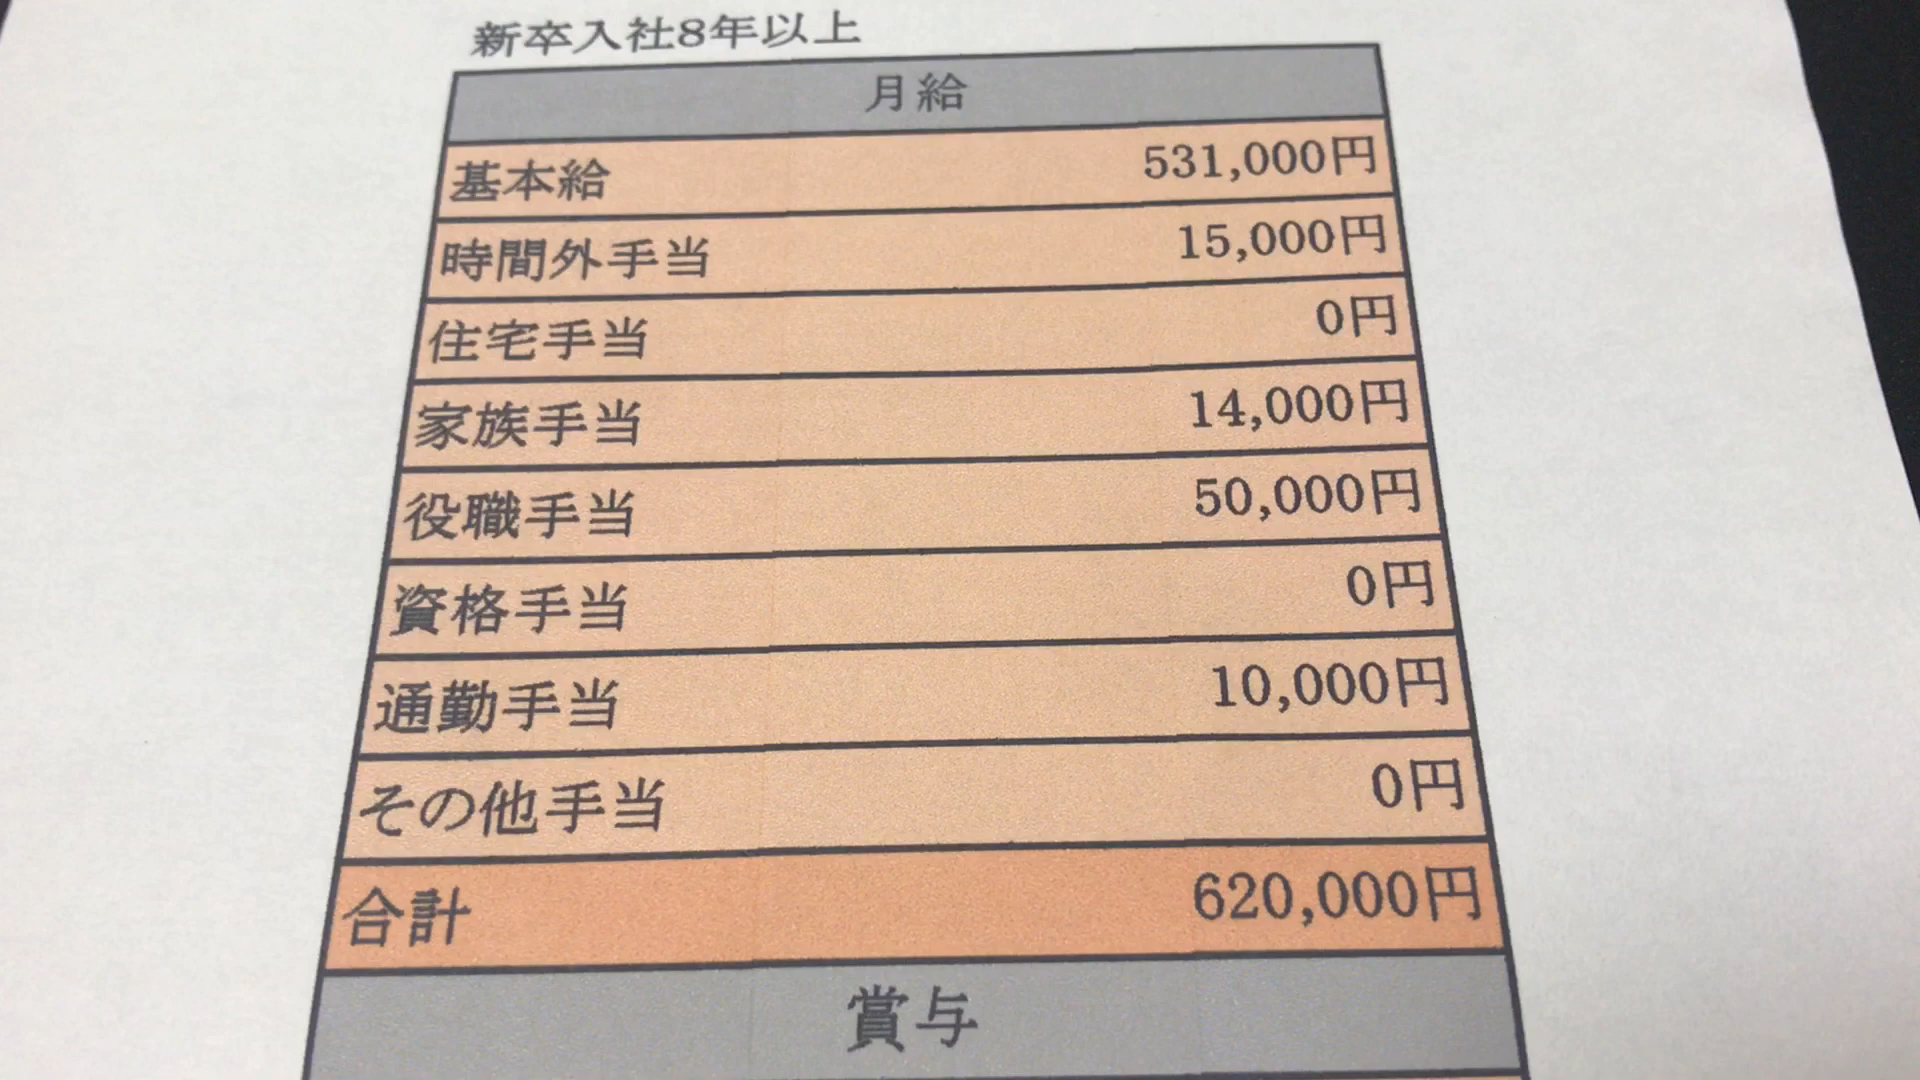 新卒入社8年以上
月給
基本給 531,000円
時間外手当 15,000円
住宅手当 0円
家族手当 14,000円
役職手当 50,000円
資格手当 0円
通勤手当 10,000円
その他手当 0円
合計 620,000円
賞与